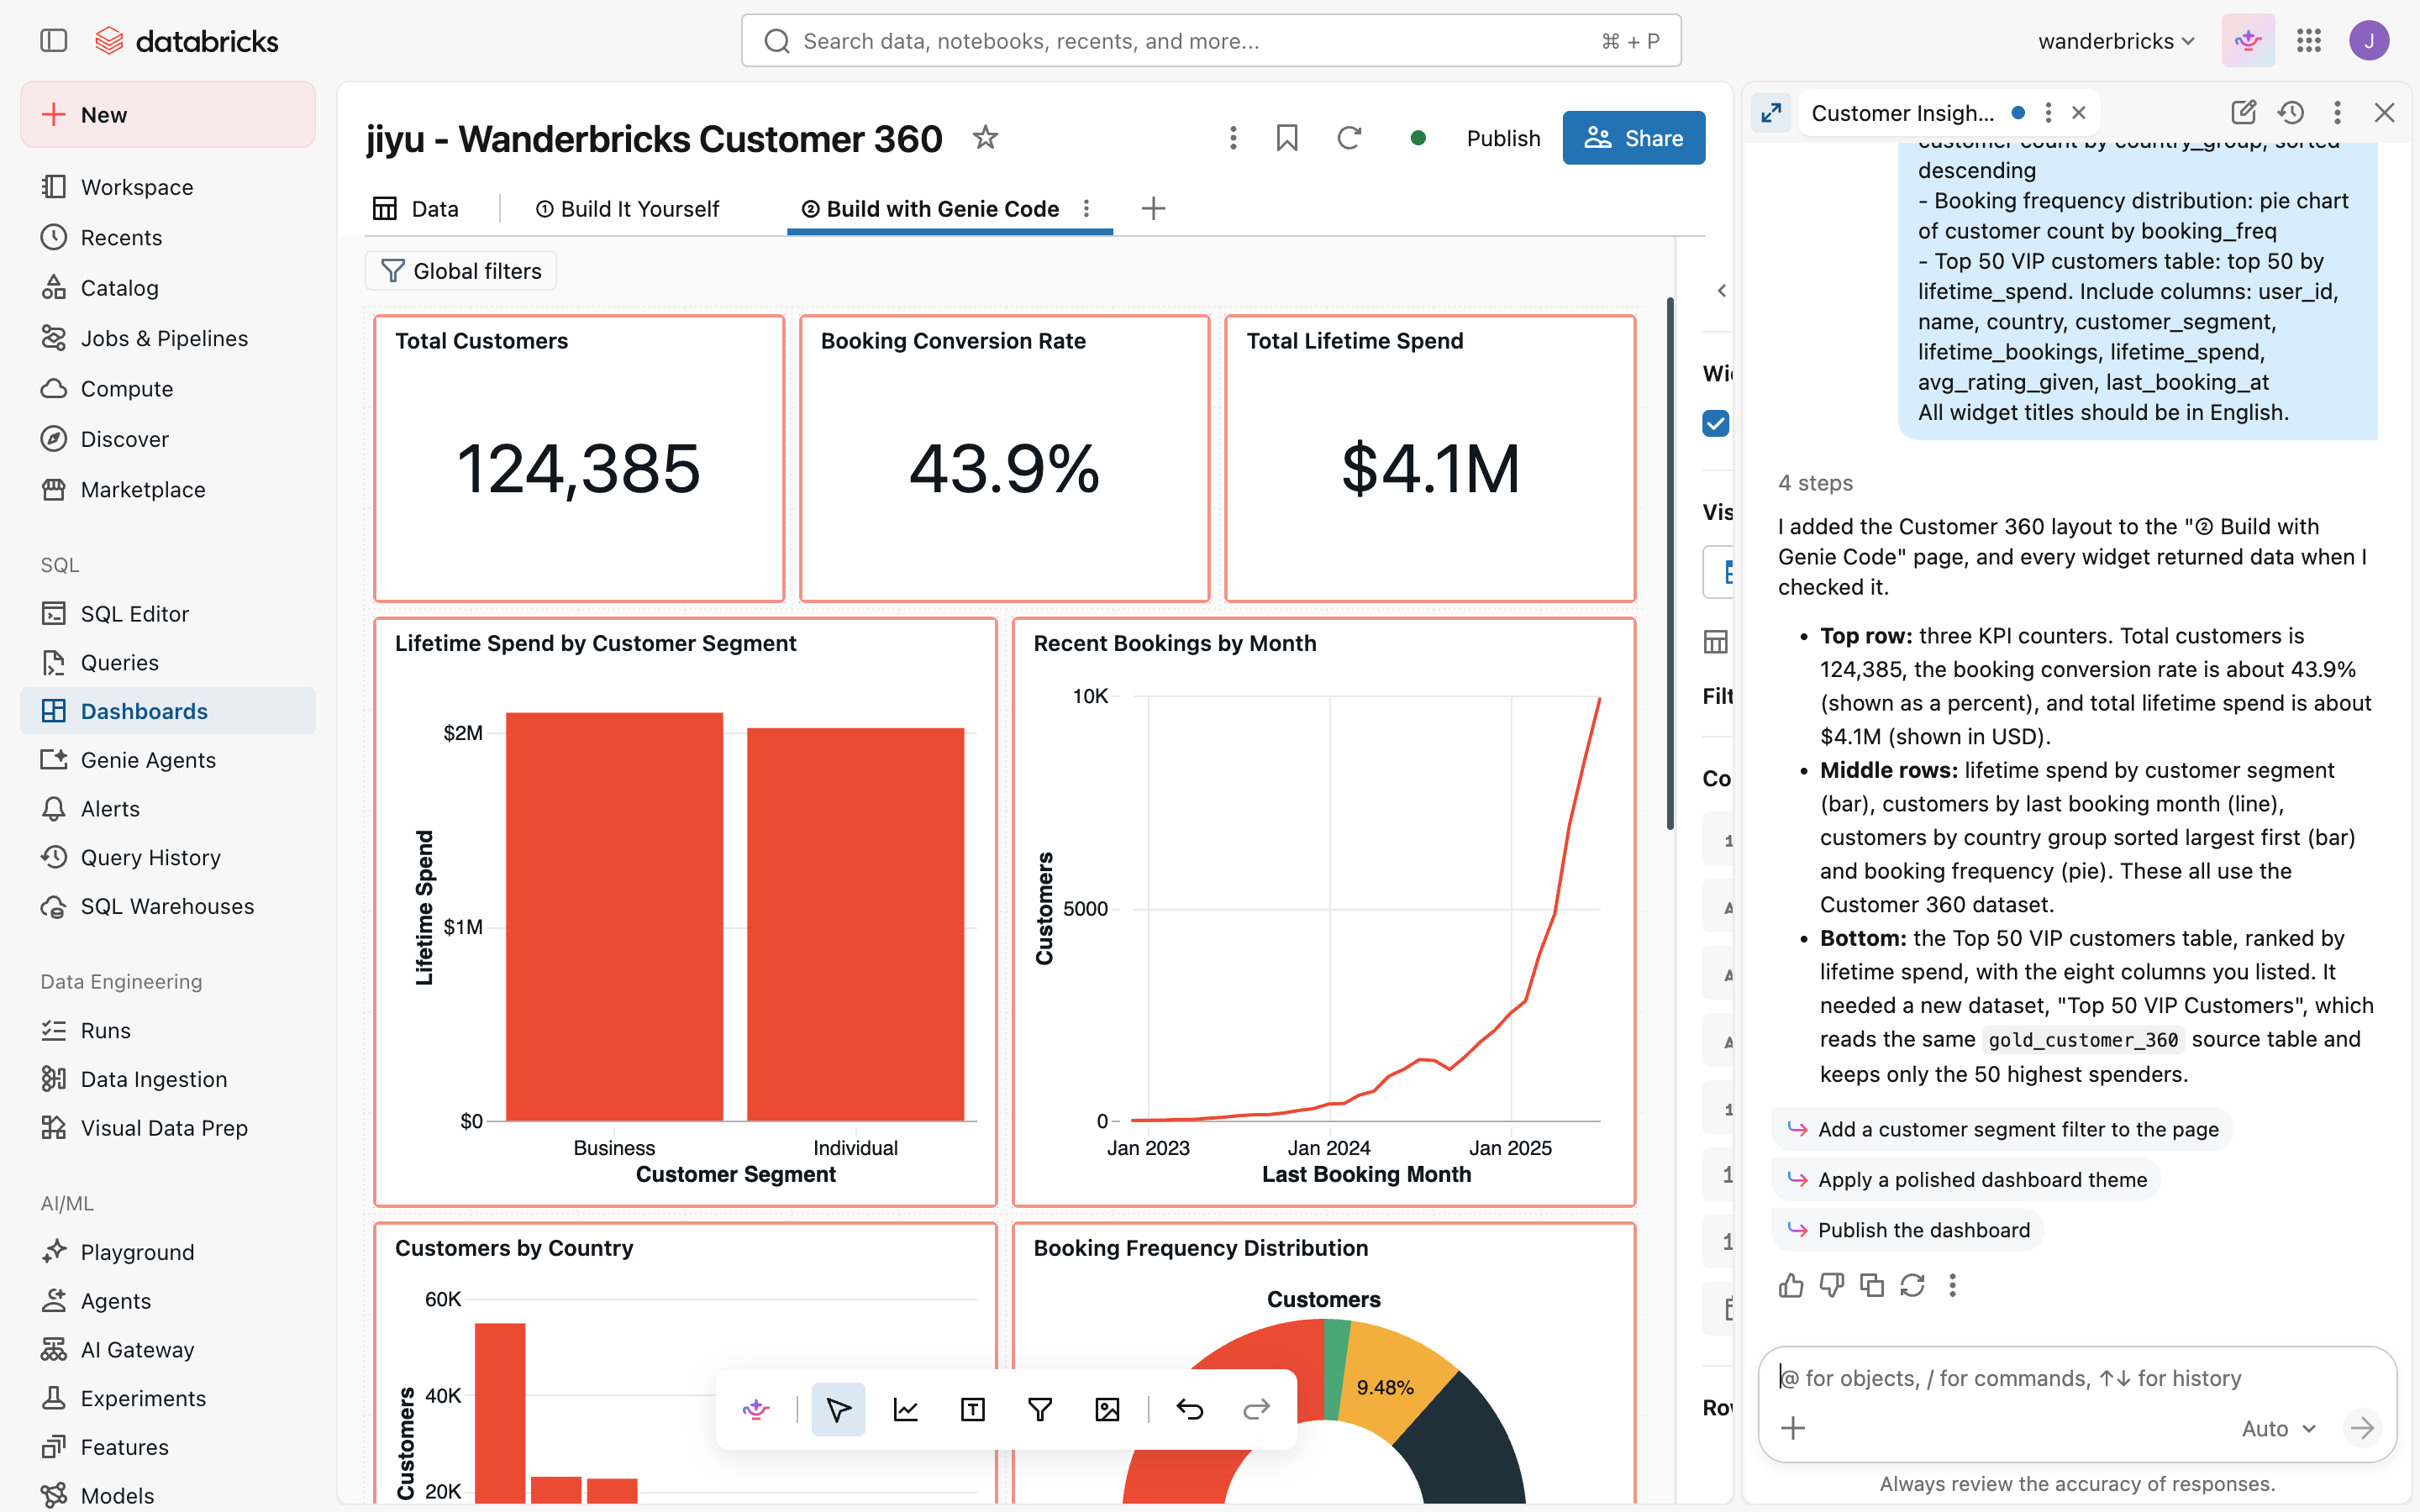 databricks
Search data, notebooks, recents, and more...
⌘ + P
wanderbricks
J
New
Workspace
Recents
Catalog
Jobs & Pipelines
Compute
Discover
Marketplace
SQL
SQL Editor
Queries
Dashboards
Genie Agents
Alerts
Query History
SQL Warehouses
Data Engineering
Runs
Data Ingestion
Visual Data Prep
AI/ML
Playground
Agents
AI Gateway
Experiments
Features
Models
jiyu - Wanderbricks Customer 360
Publish
Share
Data
① Build It Yourself
② Build with Genie Code
Global filters
Total Customers
124,385
Booking Conversion Rate
43.9%
Total Lifetime Spend
$4.1M
Lifetime Spend by Customer Segment
Lifetime Spend
$2M
$1M
$0
Business
Individual
Customer Segment
Recent Bookings by Month
Customers
10K
5000
0
Jan 2023
Jan 2024
Jan 2025
Last Booking Month
Customers by Country
Customers
60K
40K
20K
Booking Frequency Distribution
Customers
9.48%
Customer Insigh...
customer count by country_group, sorted
descending
- Booking frequency distribution: pie chart
of customer count by booking_freq
- Top 50 VIP customers table: top 50 by
lifetime_spend. Include columns: user_id,
name, country, customer_segment,
lifetime_bookings, lifetime_spend,
avg_rating_given, last_booking_at
All widget titles should be in English.
4 steps
I added the Customer 360 layout to the "② Build with
Genie Code" page, and every widget returned data when I
checked it.
• Top row: three KPI counters. Total customers is
124,385, the booking conversion rate is about 43.9%
(shown as a percent), and total lifetime spend is about
$4.1M (shown in USD).
• Middle rows: lifetime spend by customer segment
(bar), customers by last booking month (line),
customers by country group sorted largest first (bar)
and booking frequency (pie). These all use the
Customer 360 dataset.
• Bottom: the Top 50 VIP customers table, ranked by
lifetime spend, with the eight columns you listed. It
needed a new dataset, "Top 50 VIP Customers", which
reads the same gold_customer_360 source table and
keeps only the 50 highest spenders.
Add a customer segment filter to the page
Apply a polished dashboard theme
Publish the dashboard
@ for objects, / for commands, ↑↓ for history
Auto
Always review the accuracy of responses.